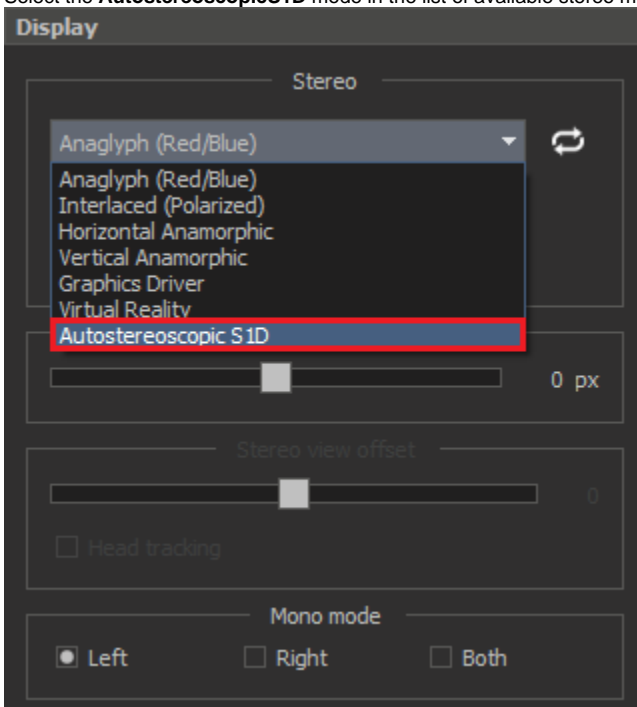 Select the AutostereoscopicS1D mode in the list of available stereo m
Display
Stereo
Anaglyph (Red/Blue)
Anaglyph (Red/Blue)
Interlaced (Polarized)
Horizontal Anamorphic
Vertical Anamorphic
Graphics Driver
Virtual Reality
Autostereoscopic S1D
0 px
Stereo view offset
0
Head tracking
Mono mode
Left Right Both